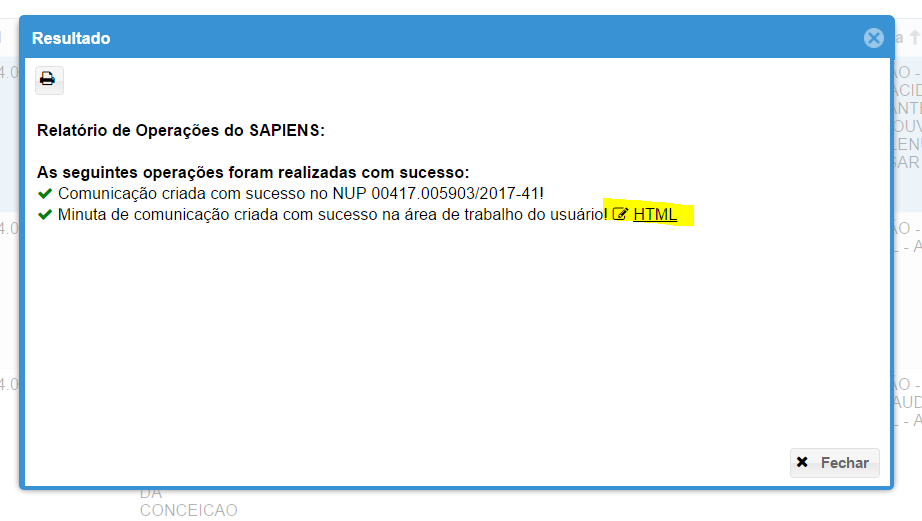 Resultado
Relatório de Operações do SAPIENS:
As seguintes operações foram realizadas com sucesso:
Comunicação criada com sucesso no NUP 00417.005903/2017-41!
Minuta de comunicação criada com sucesso na área de trabalho do usuário! HTML
Fechar
DA
CONCEICAO